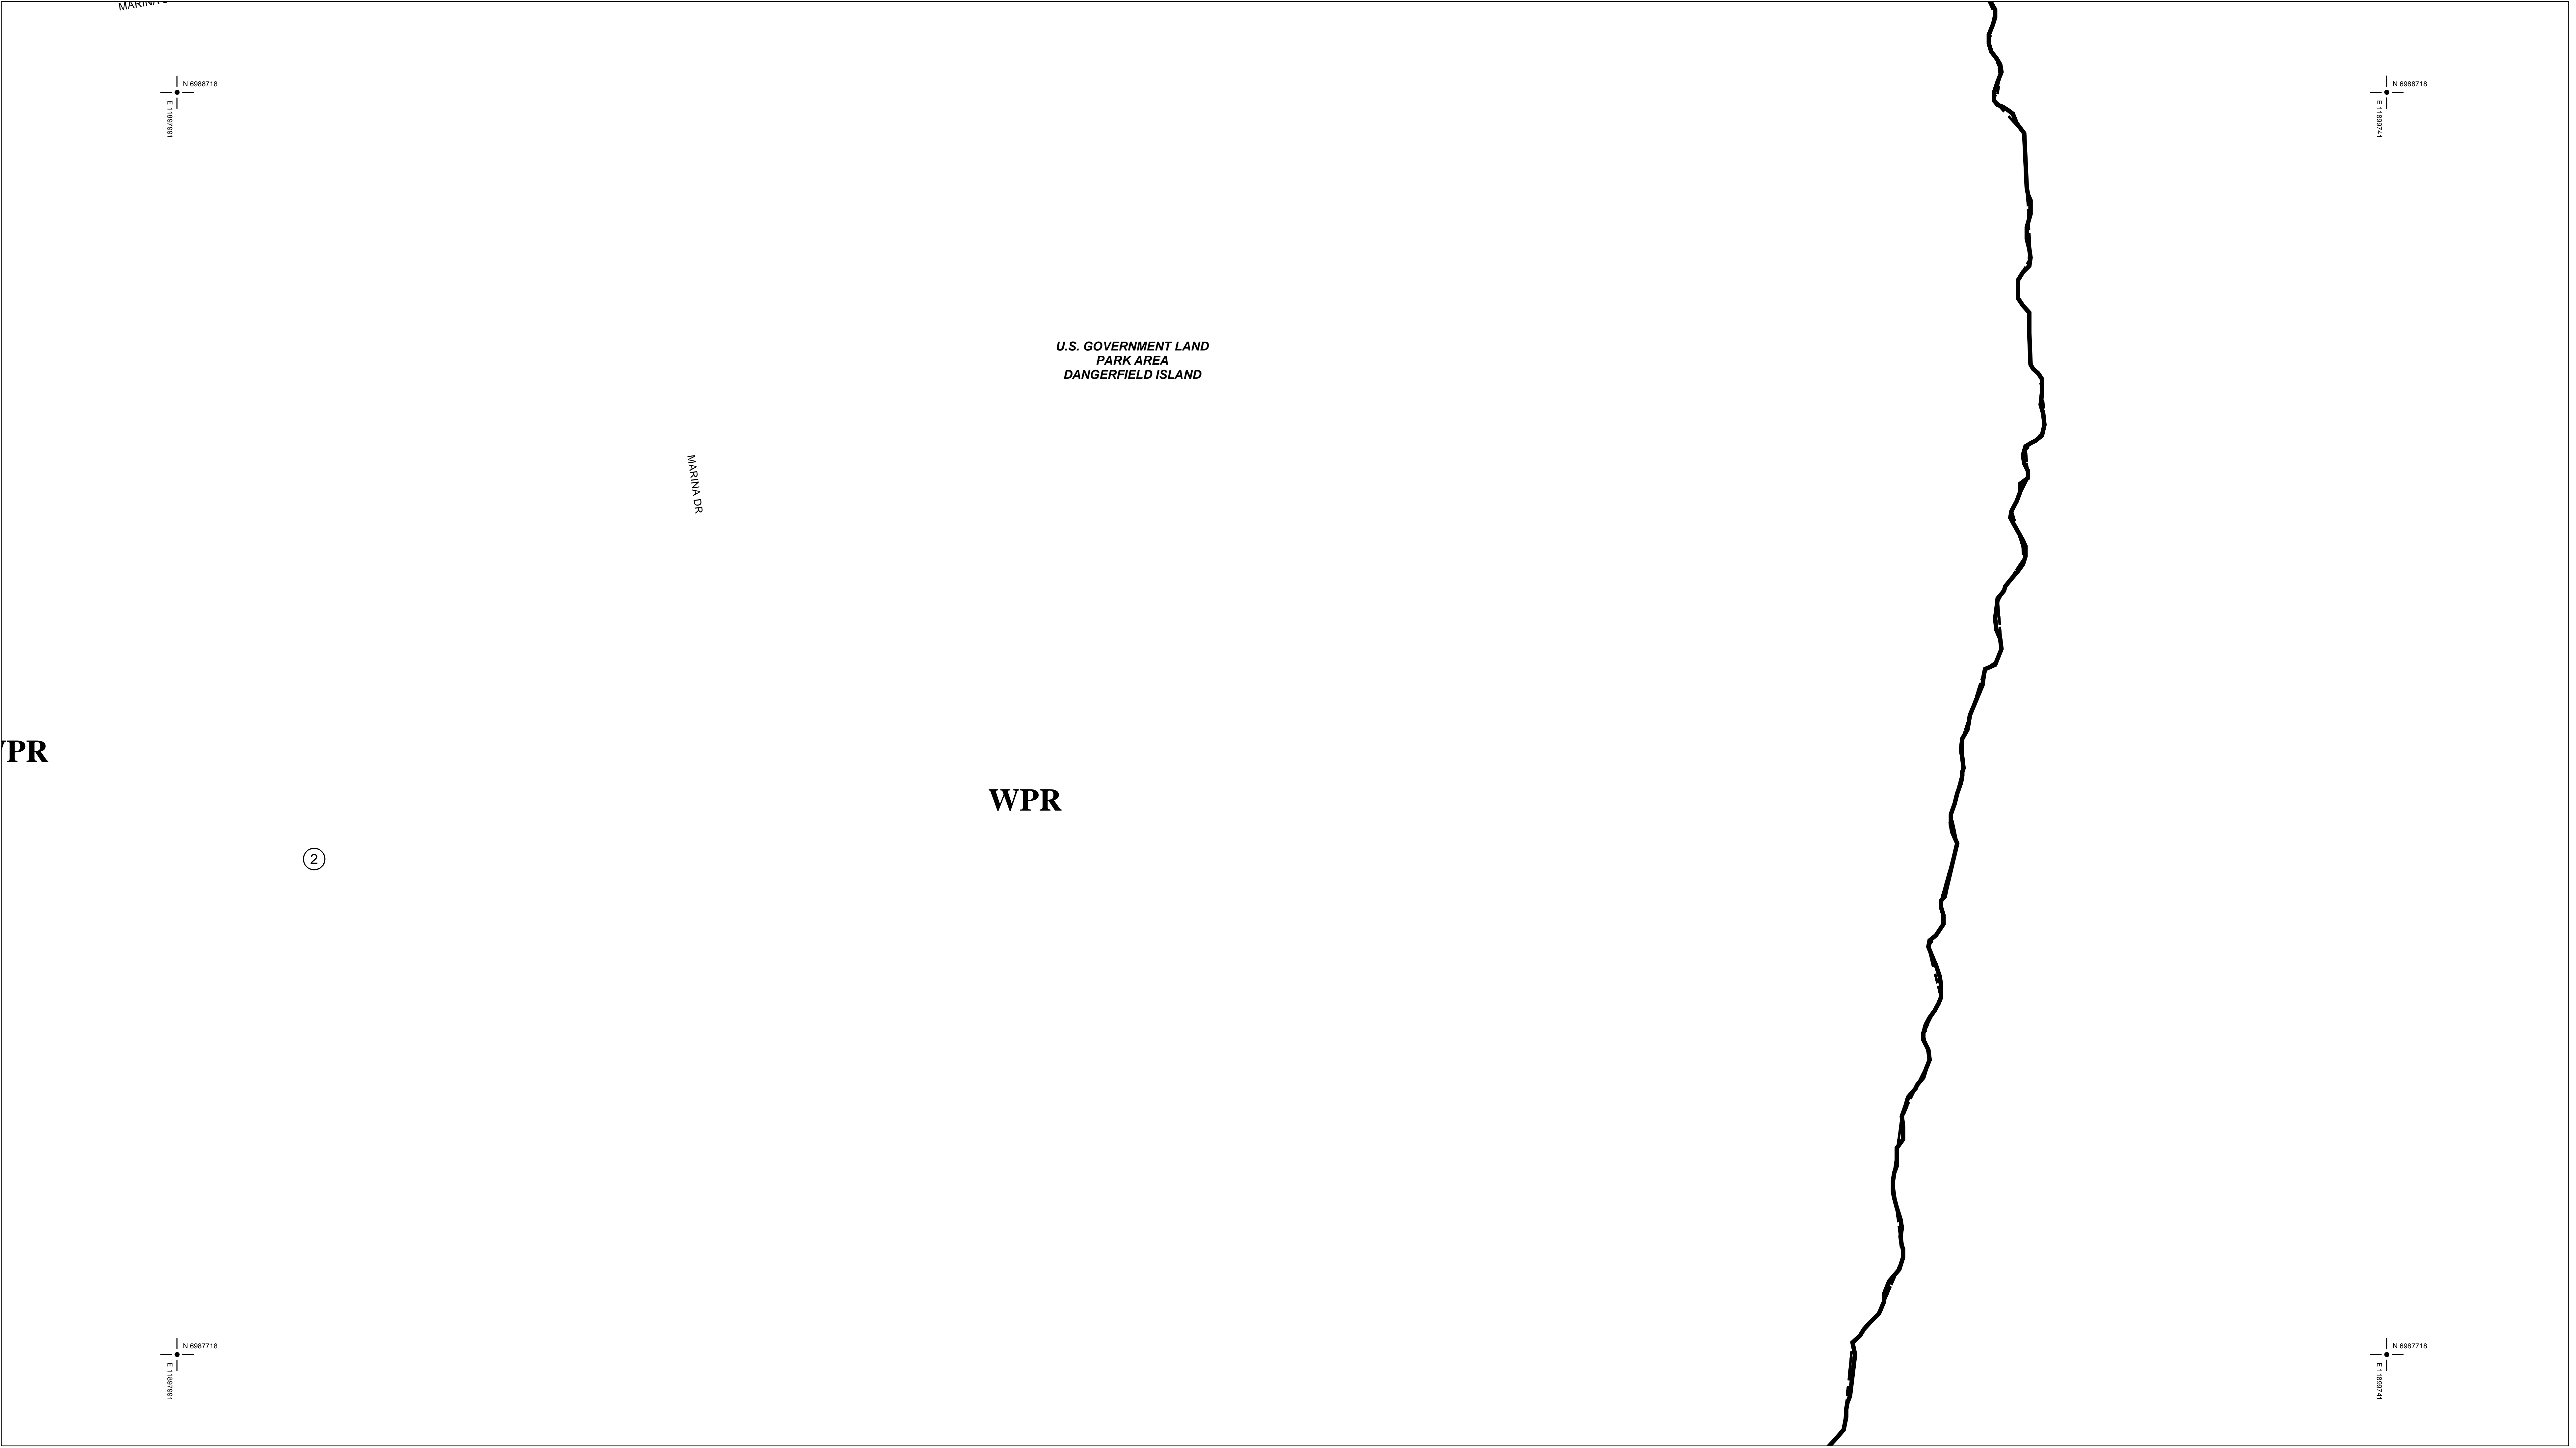 MARINA
N 6988718
E 11897991
N 6988718
E 11899741
U.S. GOVERNMENT LAND
PARK AREA
DANGERFIELD ISLAND
MARINA DR
PR
WPR
2
N 6987718
E 11897991
N 6987718
E 11899741